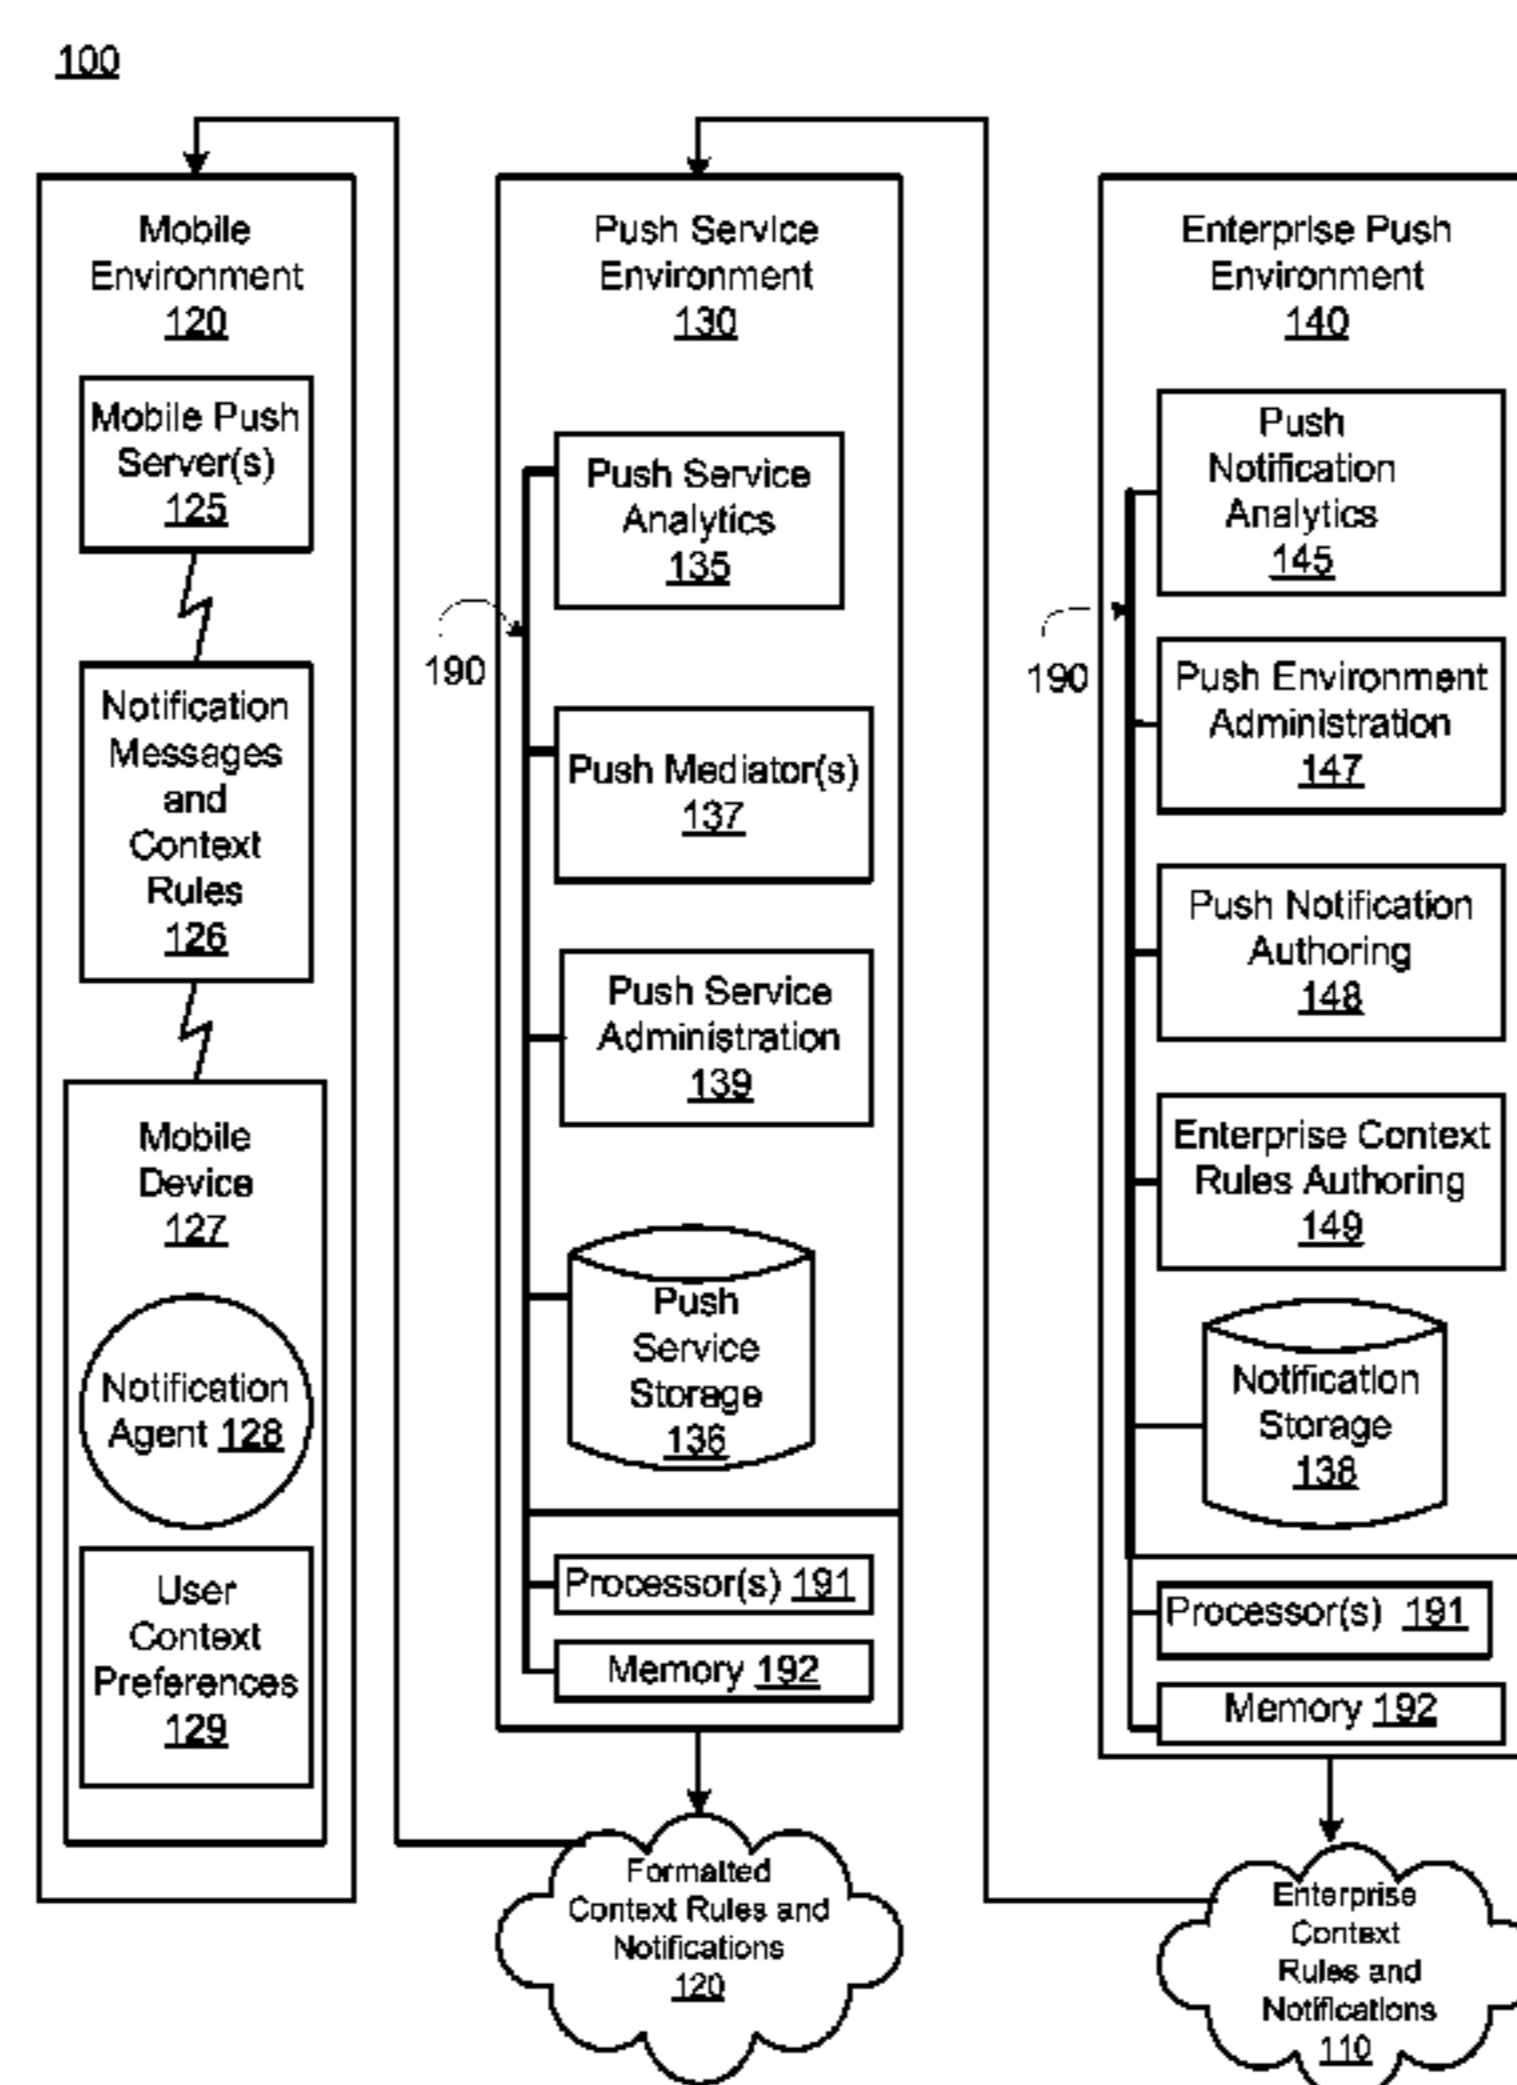 100
Mobile
Environment
120
Mobile Push
Server(s)
125
Notification
Messages
and
Context
Rules
126
Mobile
Device
127
Notification
Agent 128
User
Context
Preferences
129
Push Service
Environment
130
Push Service
Analytics
135
190
Push Mediator(s)
137
Push Service
Administration
139
Push
Service
Storage
136
Processor(s) 191
Memory 192
Formatted
Context Rules and
Notifications
120
Enterprise Push
Environment
140
Push
Notification
Analytics
145
190
Push Environment
Administration
147
Push Notification
Authoring
148
Enterprise Context
Rules Authoring
149
Notification
Storage
138
Processor(s) 191
Memory 192
Enterprise
Context
Rules and
Notifications
110